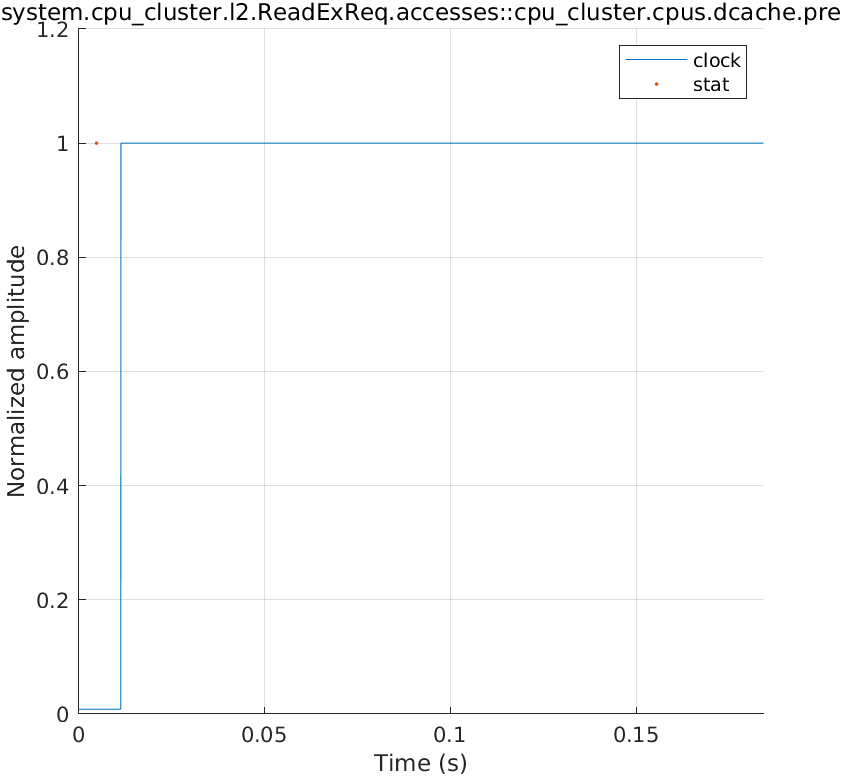 system.cpu_cluster.l2.ReadExReq.accesses::cpu_cluster.cpus.dcache.pre
1.2
clock
stat
1
0.8
0.6
0.4
0.2
0
Normalized amplitude
0
0.05
0.1
0.15
Time (s)